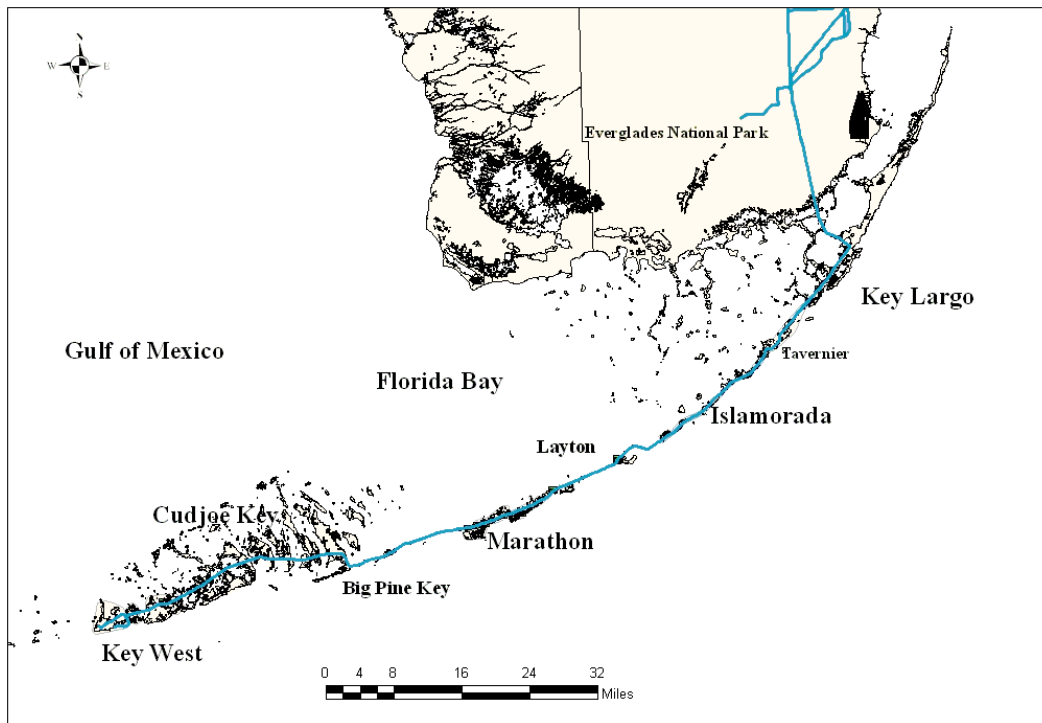 W E
S
Everglades National Park
Key Largo
Gulf of Mexico
Tavernier
Florida Bay
Islamorada
Layton
Cudjoe Key
Marathon
Big Pine Key
Key West
0 4 8 16 24 32
Miles